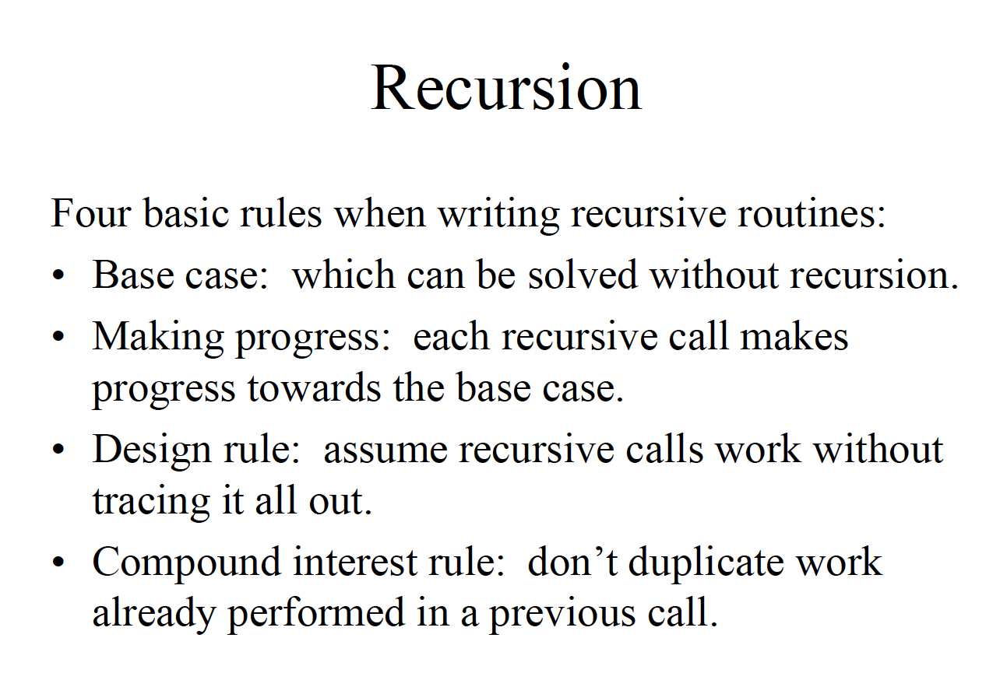 Recursion
Four basic rules when writing recursive routines:
• Base case:  which can be solved without recursion.
• Making progress:  each recursive call makes
progress towards the base case.
• Design rule:  assume recursive calls work without
tracing it all out.
• Compound interest rule:  don’t duplicate work
already performed in a previous call.